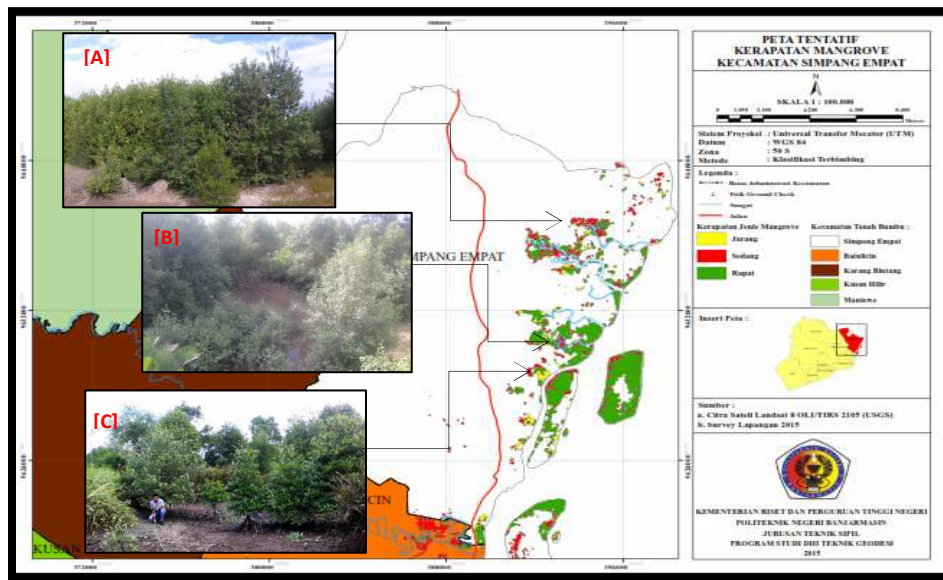 [A]
[B]
[C]
MPANG EMPAT
CIN
KUSAN
PETA TENTATIF
KERAPATAN MANGROVE
KECAMATAN SIMPANG EMPAT
N
SKALA 1 : 100.000
Sistem Proyeksi : Universal Transfer Mecator (UTM)
Datum : WGS 84
Zona : 50 S
Metode : Klasifikasi Terbimbing
Legenda :
Batas Administrasi Kecamatan
Titik Ground Check
Sungai
Jalan
Kerapatan Jenis Mangrove
Jarang
Sedang
Rapat
Kecamatan Tanah Bumbu :
Simpang Empat
Batulicin
Karang Bintang
Kusan Hilir
Mantewe
Insert Peta :
Sumber :
a. Citra Sateli Landsat 8 OLI/TIRS 2105 (USGS)
b. Survey Lapangan 2015
KEMENTERIAN RISET DAN PERGURUAN TINGGI NEGERI
POLITEKNIK NEGERI BANJARMASIN
JURUSAN TEKNIK SIPIL
PROGRAM STUDI DIII TEKNIK GEODESI
2015